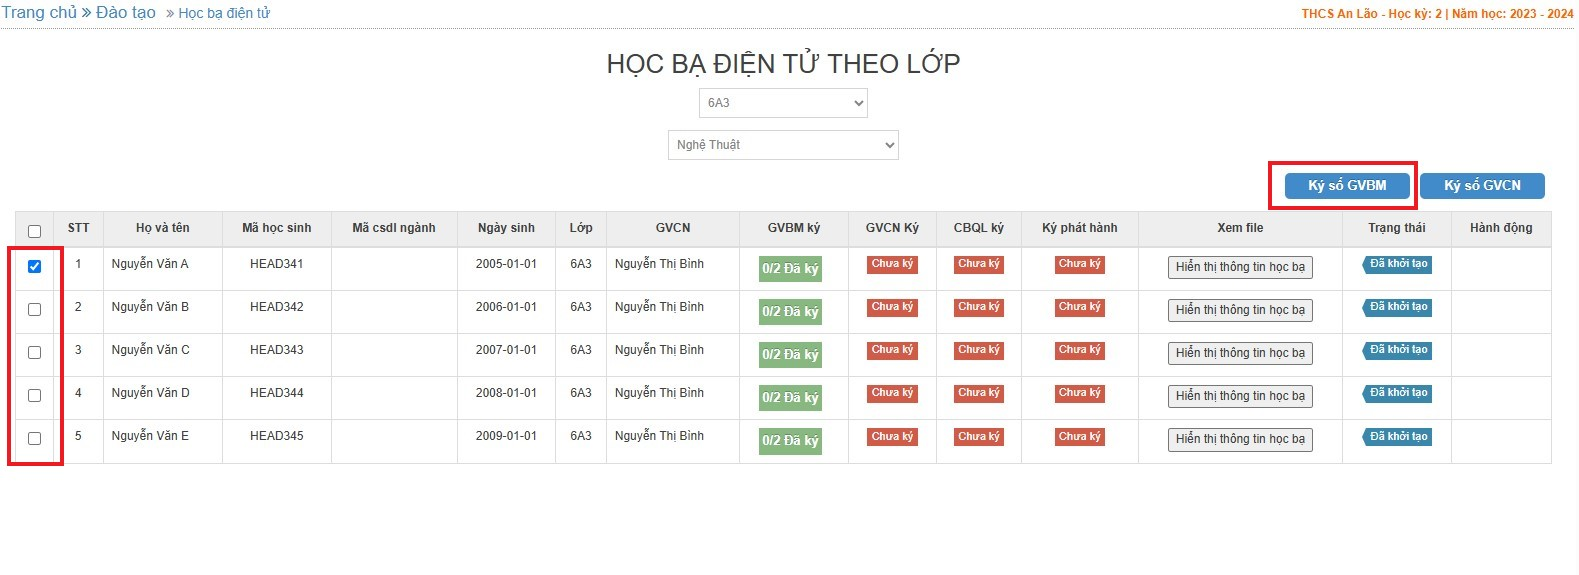 Trang chủ » Đào tạo » Học bạ điện tử
THCS An Lão - Học kỳ: 2 | Năm học: 2023 - 2024
HỌC BẠ ĐIỆN TỬ THEO LỚP
6A3
Nghệ Thuật
Ký số GVBM Ký số GVCN
STT Họ và tên Mã học sinh Mã csdl ngành Ngày sinh Lớp GVCN GVBM ký GVCN Ký CBQL ký Ký phát hành Xem file Trạng thái Hành động
1 Nguyễn Văn A HEAD341 2005-01-01 6A3 Nguyễn Thị Bình 0/2 Đã ký Chưa ký Chưa ký Chưa ký Hiển thị thông tin học bạ Đã khởi tạo
2 Nguyễn Văn B HEAD342 2006-01-01 6A3 Nguyễn Thị Bình 0/2 Đã ký Chưa ký Chưa ký Chưa ký Hiển thị thông tin học bạ Đã khởi tạo
3 Nguyễn Văn C HEAD343 2007-01-01 6A3 Nguyễn Thị Bình 0/2 Đã ký Chưa ký Chưa ký Chưa ký Hiển thị thông tin học bạ Đã khởi tạo
4 Nguyễn Văn D HEAD344 2008-01-01 6A3 Nguyễn Thị Bình 0/2 Đã ký Chưa ký Chưa ký Chưa ký Hiển thị thông tin học bạ Đã khởi tạo
5 Nguyễn Văn E HEAD345 2009-01-01 6A3 Nguyễn Thị Bình 0/2 Đã ký Chưa ký Chưa ký Chưa ký Hiển thị thông tin học bạ Đã khởi tạo